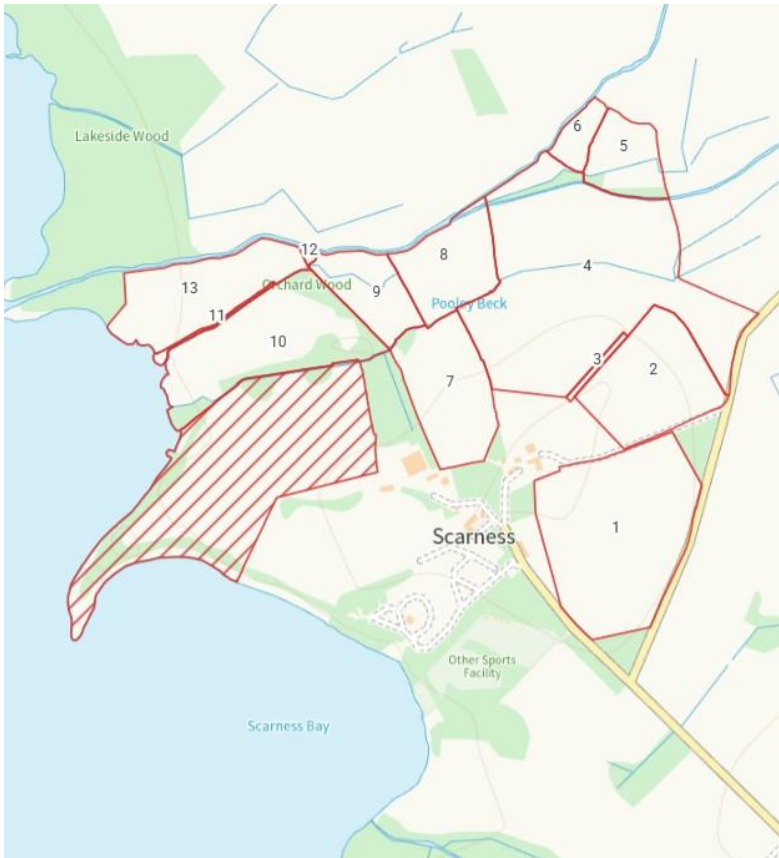 Lakeside Wood
6
5
12
8
4
13
Orchard Wood
9
Pooley Beck
11
10
3
2
7
1
Scarness
Other Sports
Facility
Scarness Bay